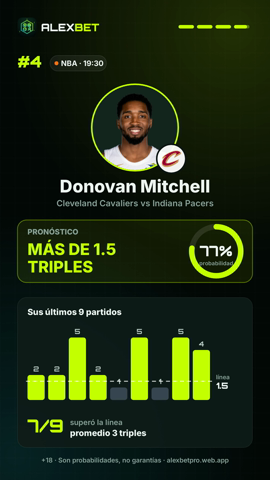 ALEXBET
#4 NBA · 19:30
Donovan Mitchell
Cleveland Cavaliers vs Indiana Pacers
PRONÓSTICO
MÁS DE 1.5
TRIPLES
77%
probabilidad
Sus últimos 9 partidos
2 2 5 2 1 5 1 5 4
línea
1.5
7/9 superó la línea
promedio 3 triples
+18 · Son probabilidades, no garantías · alexbetpro.web.app